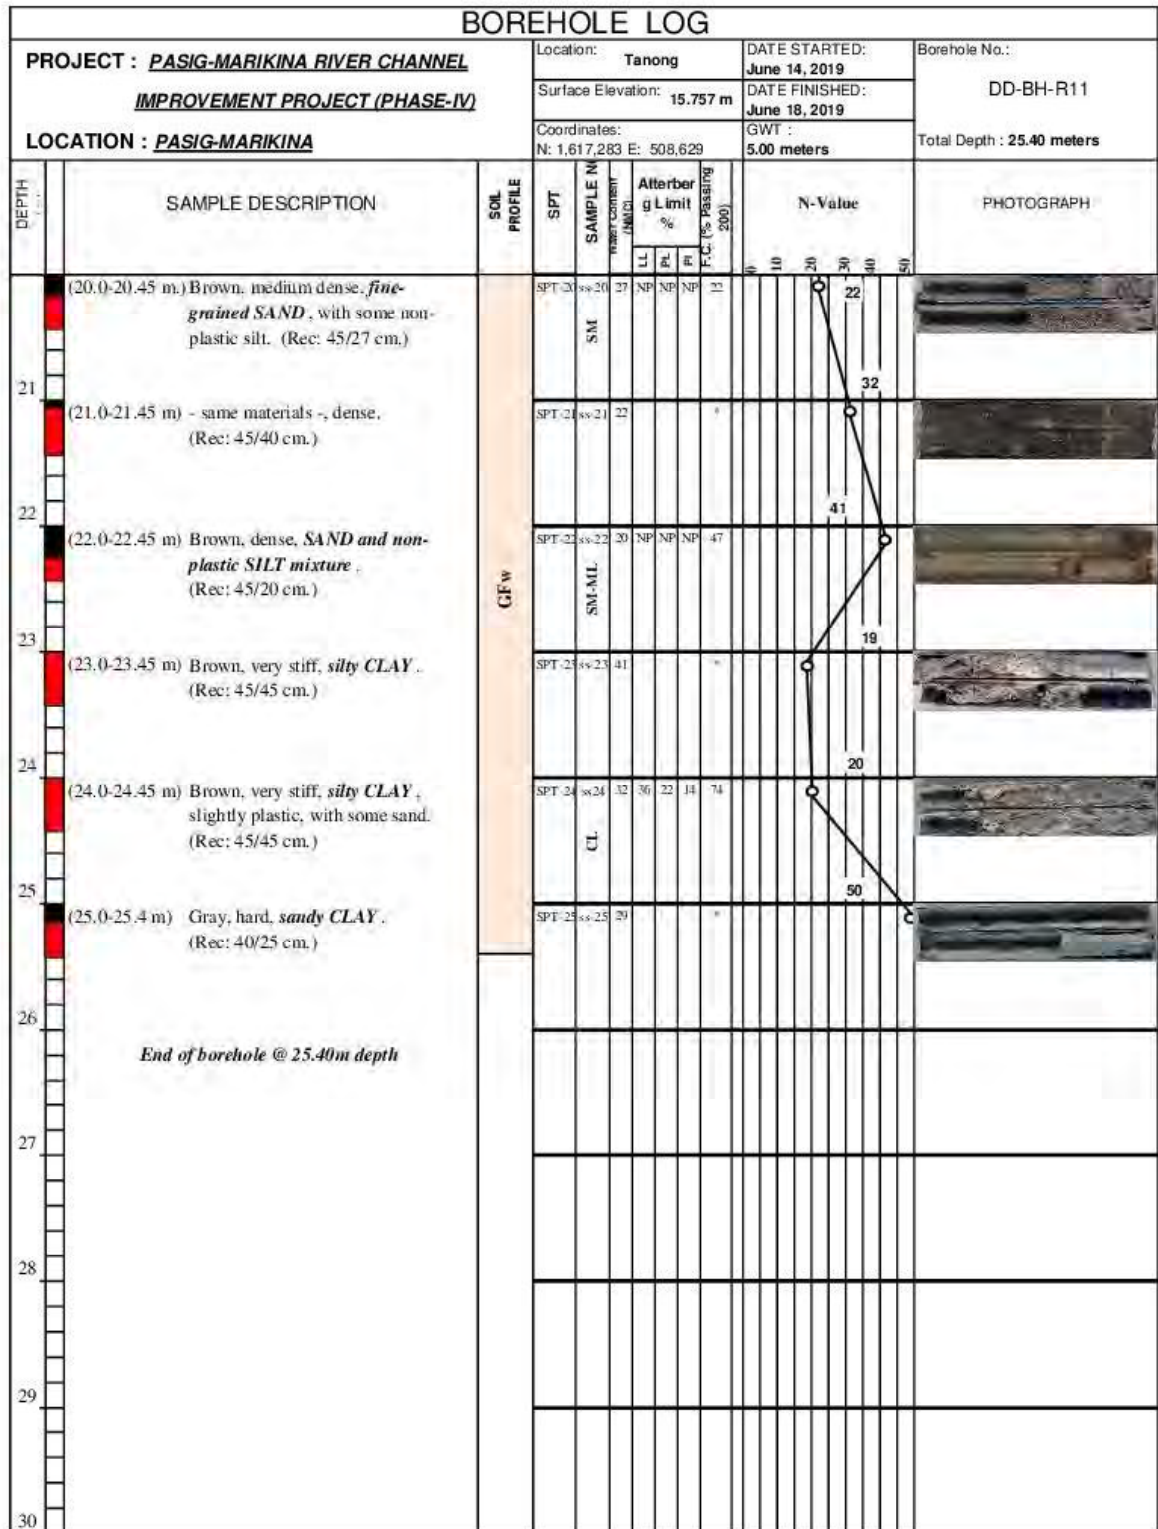 BOREHOLE LOG
PROJECT : PASIG-MARIKINA RIVER CHANNEL
IMPROVEMENT PROJECT (PHASE-IV)
LOCATION : PASIG-MARIKINA
Location:
Tanong
Surface Elevation: 15.757 m
Coordinates:
N: 1,617,283 E: 508,629
DATE STARTED:
June 14, 2019
DATE FINISHED:
June 18, 2019
GWT :
5.00 meters
Borehole No.:
DD-BH-R11
Total Depth : 25.40 meters
DEPTH
SAMPLE DESCRIPTION
SOIL
PROFILE
SPT
SAMPLE N
(NMC)
Atterber
g Limit
%
LL PL PI
F.C. (% Passing
200)
N-Value
0 10 20 30 40 50
PHOTOGRAPH
(20.0-20.45 m.) Brown, medium dense, fine-
grained SAND , with some non-
plastic silt. (Rec: 45/27 cm.)
SPT-20 ss-20 27 NP NP NP 22
SM
22
21
32
(21.0-21.45 m) - same materials -, dense,
(Rec: 45/40 cm.)
SPT-21 ss-21 22
22
41
(22.0-22.45 m) Brown, dense, SAND and non-
plastic SILT mixture .
(Rec: 45/20 cm.)
SPT-22 ss-22 20 NP NP NP 47
SM-ML
GFw
23
19
(23.0-23.45 m) Brown, very stiff, silty CLAY .
(Rec: 45/45 cm.)
SPT-23 ss-23 41
24
20
(24.0-24.45 m) Brown, very stiff, silty CLAY ,
slightly plastic, with some sand.
(Rec: 45/45 cm.)
SPT-24 ss24 32 36 22 14 74
CL
25
50
(25.0-25.4 m) Gray, hard, sandy CLAY .
(Rec: 40/25 cm.)
SPT-25 ss-25 29
26
End of borehole @ 25.40m depth
27
28
29
30